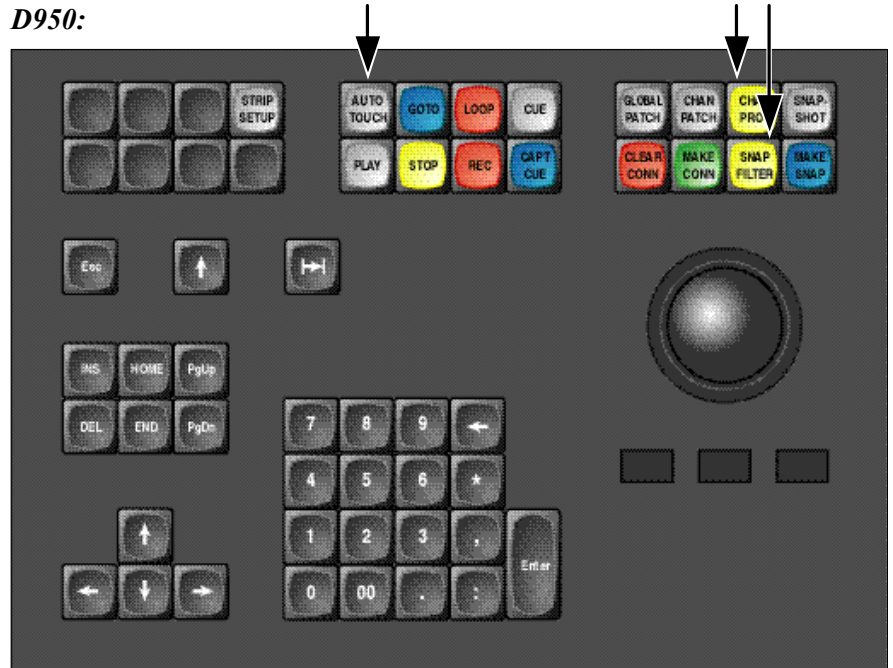 D950:
STRIP
SETUP
AUTO
TOUCH
GOTO
LOOP
CUE
PLAY
STOP
REC
CAPT
CUE
GLOBAL
PATCH
CHAN
PATCH
SNAP-
SHOT
CLEAR
CONN
MAKE
CONN
SNAP
FILTER
MAKE
SNAP
Esc
INS
HOME
PgUp
DEL
END
PgDn
7
8
9
4
5
6
*
1
2
3
,
Enter
0
00
.
: